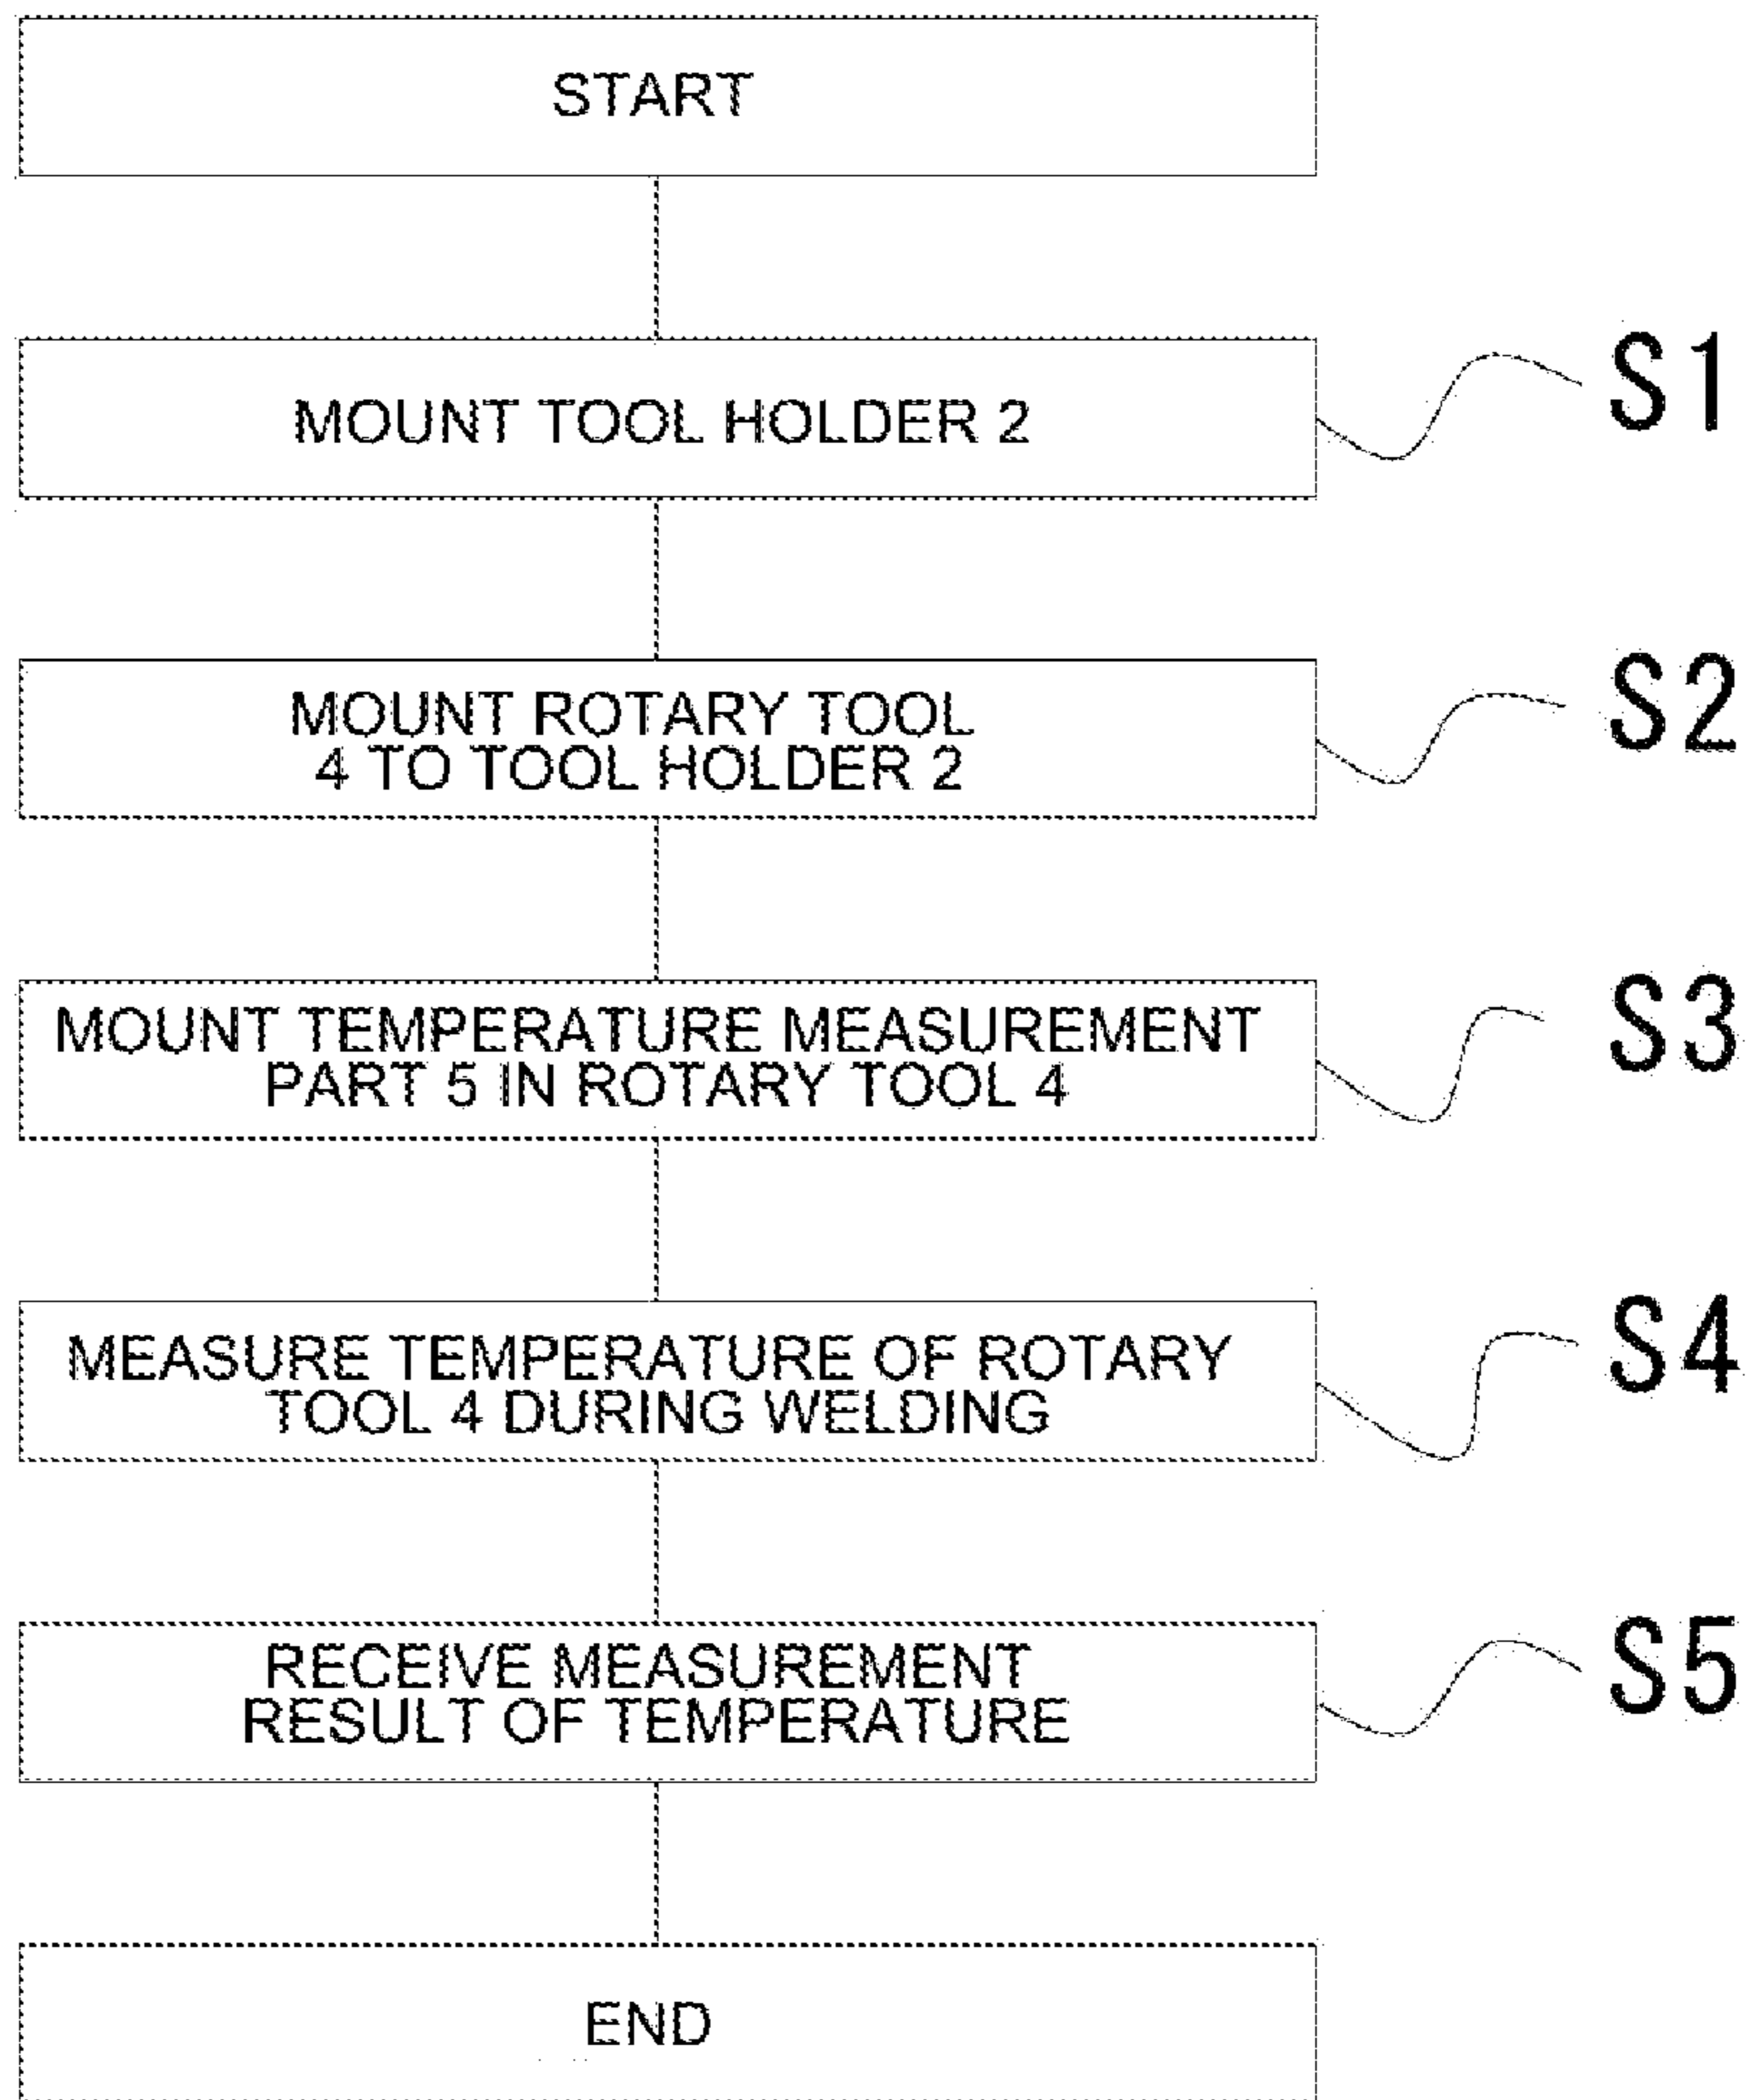 START
MOUNT TOOL HOLDER 2
S1
MOUNT ROTARY TOOL
4 TO TOOL HOLDER 2
S2
MOUNT TEMPERATURE MEASUREMENT
PART 5 IN ROTARY TOOL 4
S3
MEASURE TEMPERATURE OF ROTARY
TOOL 4 DURING WELDING
S4
RECEIVE MEASUREMENT
RESULT OF TEMPERATURE
S5
END